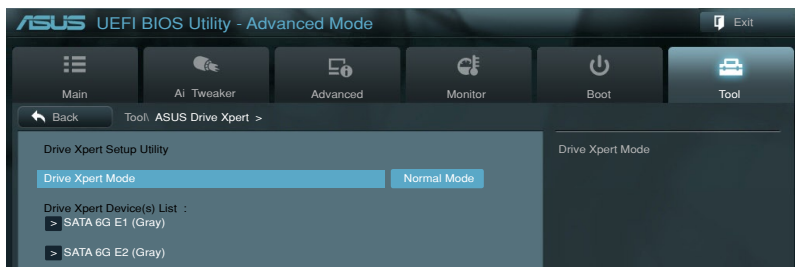 ASUS UEFI BIOS Utility - Advanced Mode
Exit
Main
Ai Tweaker
Advanced
Monitor
Boot
Tool
Back
Tool\ ASUS Drive Xpert >
Drive Xpert Setup Utility
Drive Xpert Mode
Drive Xpert Mode Normal Mode
Drive Xpert Device(s) List :
> SATA 6G E1 (Gray)
> SATA 6G E2 (Gray)